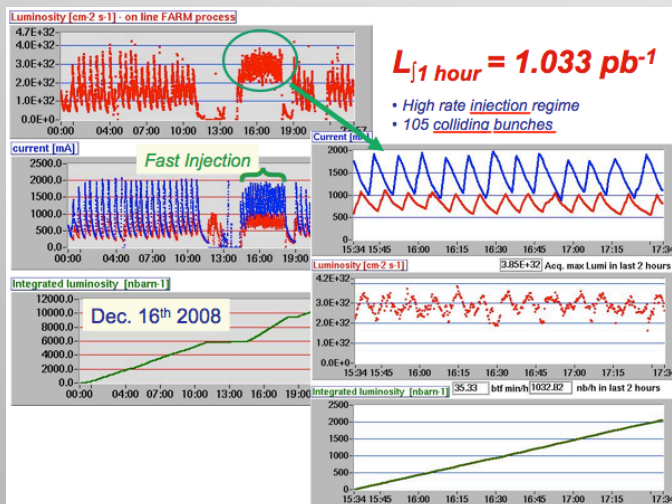 Luminosity [cm-2 s-1] - on line FARM process
4.7E+32
4.0E+32
3.0E+32
2.0E+32
1.0E+32
0.0E+0
00:00 04:00 07:00 10:00 13:00 16:00 19:00
L∫1 hour = 1.033 pb-1
• High rate injection regime
• 105 colliding bunches
current [mA]
2500.0
2000.0
1500.0
1000.0
500.0
0.0
00:00 04:00 07:00 10:00 13:00 16:00 19:00
Fast Injection
2000
1500
1000
500
0
15:34 15:45 16:00 16:15 16:30 16:45 17:00 17:15
Integrated luminosity [nbarn-1]
12000.0
10000.0
8000.0
6000.0
4000.0
2000.0
0.0
00:00 04:00 07:00 10:00 13:00 16:00 19:00
Dec. 16th 2008
Luminosity [cm-2 s-1]
3.85E+32 Acq. max Lumi in last 2 hours
4.2E+32
3.0E+32
2.0E+32
1.0E+32
0.0E+0
15:34 15:45 16:00 16:15 16:30 16:45 17:00 17:15
Integrated luminosity [nbarn-1] 35.33 btf min/h 1032.82 nb/h in last 2 hours
2500
2000
1500
1000
500
0
15:34 15:45 16:00 16:15 16:30 16:45 17:00 17:15